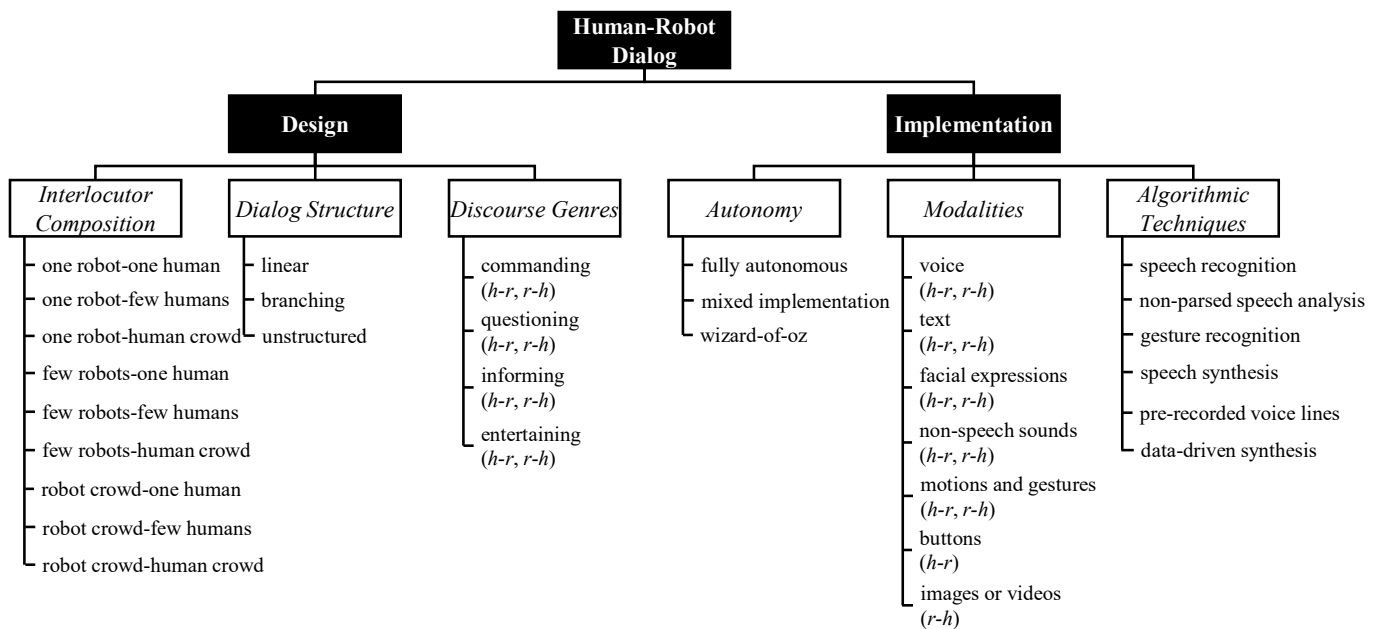 Human-Robot
Dialog
Design
Implementation
Interlocutor
Composition
Dialog Structure
Discourse Genres
Autonomy
Modalities
Algorithmic
Techniques
one robot-one human
one robot-few humans
one robot-human crowd
few robots-one human
few robots-few humans
few robots-human crowd
robot crowd-one human
robot crowd-few humans
robot crowd-human crowd
linear
branching
unstructured
commanding
(h-r, r-h)
questioning
(h-r, r-h)
informing
(h-r, r-h)
entertaining
(h-r, r-h)
fully autonomous
mixed implementation
wizard-of-oz
voice
(h-r, r-h)
text
(h-r, r-h)
facial expressions
(h-r, r-h)
non-speech sounds
(h-r, r-h)
motions and gestures
(h-r, r-h)
buttons
(h-r)
images or videos
(r-h)
speech recognition
non-parsed speech analysis
gesture recognition
speech synthesis
pre-recorded voice lines
data-driven synthesis